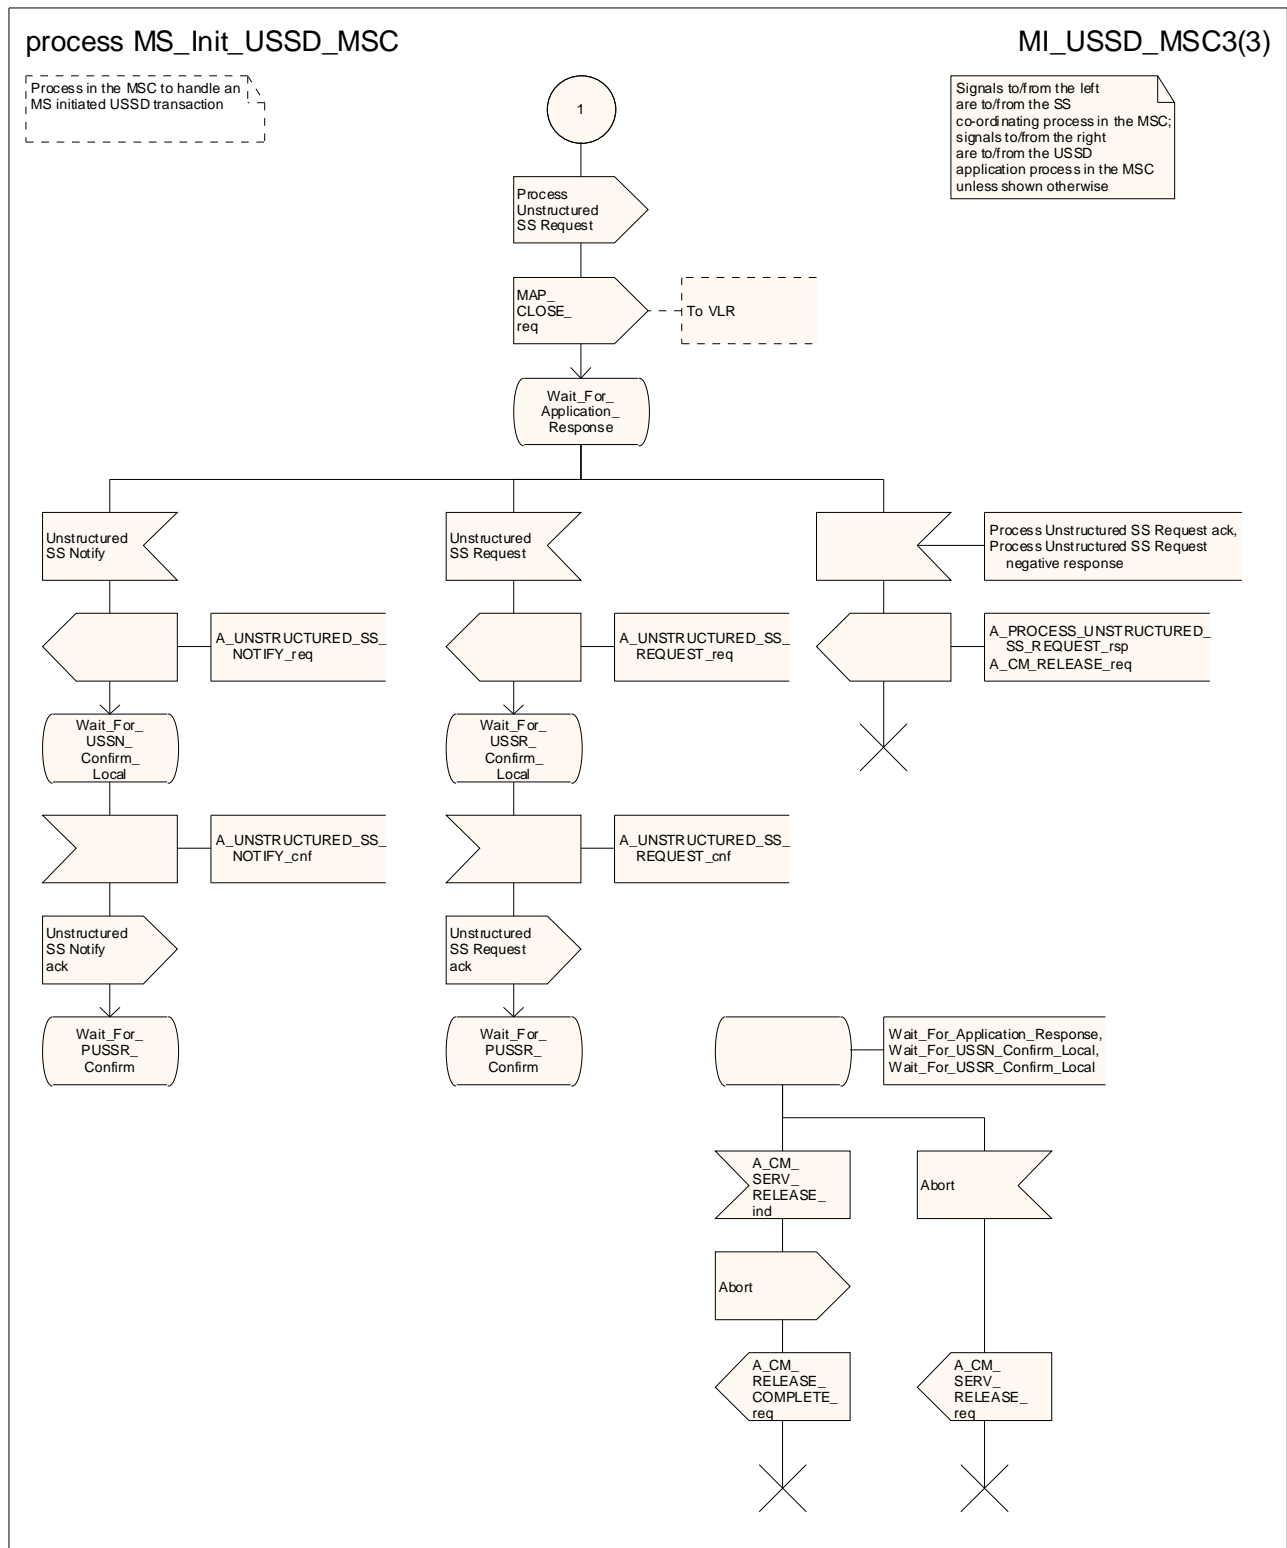 process MS_Init_USSD_MSC
MI_USSD_MSC3(3)
Process in the MSC to handle an
MS initiated USSD transaction
1
Signals to/from the left
are to/from the SS
co-ordinating process in the MSC;
signals to/from the right
are to/from the USSD
application process in the MSC
unless shown otherwise
Process
Unstructured
SS Request
MAP_
CLOSE_
req
To VLR
Wait_For_
Application_
Response
Unstructured
SS Notify
Unstructured
SS Request
Process Unstructured SS Request ack,
Process Unstructured SS Request
negative response
A_UNSTRUCTURED_SS_
NOTIFY_req
A_UNSTRUCTURED_SS_
REQUEST_req
A_PROCESS_UNSTRUCTURED_
SS_REQUEST_rsp
A_CM_RELEASE_req
Wait_For_
USSN_
Confirm_
Local
Wait_For_
USSR_
Confirm_
Local
A_UNSTRUCTURED_SS_
NOTIFY_cnf
A_UNSTRUCTURED_SS_
REQUEST_cnf
Unstructured
SS Notify
ack
Unstructured
SS Request
ack
Wait_For_
PUSSR_
Confirm
Wait_For_
PUSSR_
Confirm
Wait_For_Application_Response,
Wait_For_USSN_Confirm_Local,
Wait_For_USSR_Confirm_Local
A_CM_
SERV_
RELEASE_
ind
Abort
Abort
A_CM_
RELEASE_
COMPLETE_
req
A_CM_
SERV_
RELEASE_
req